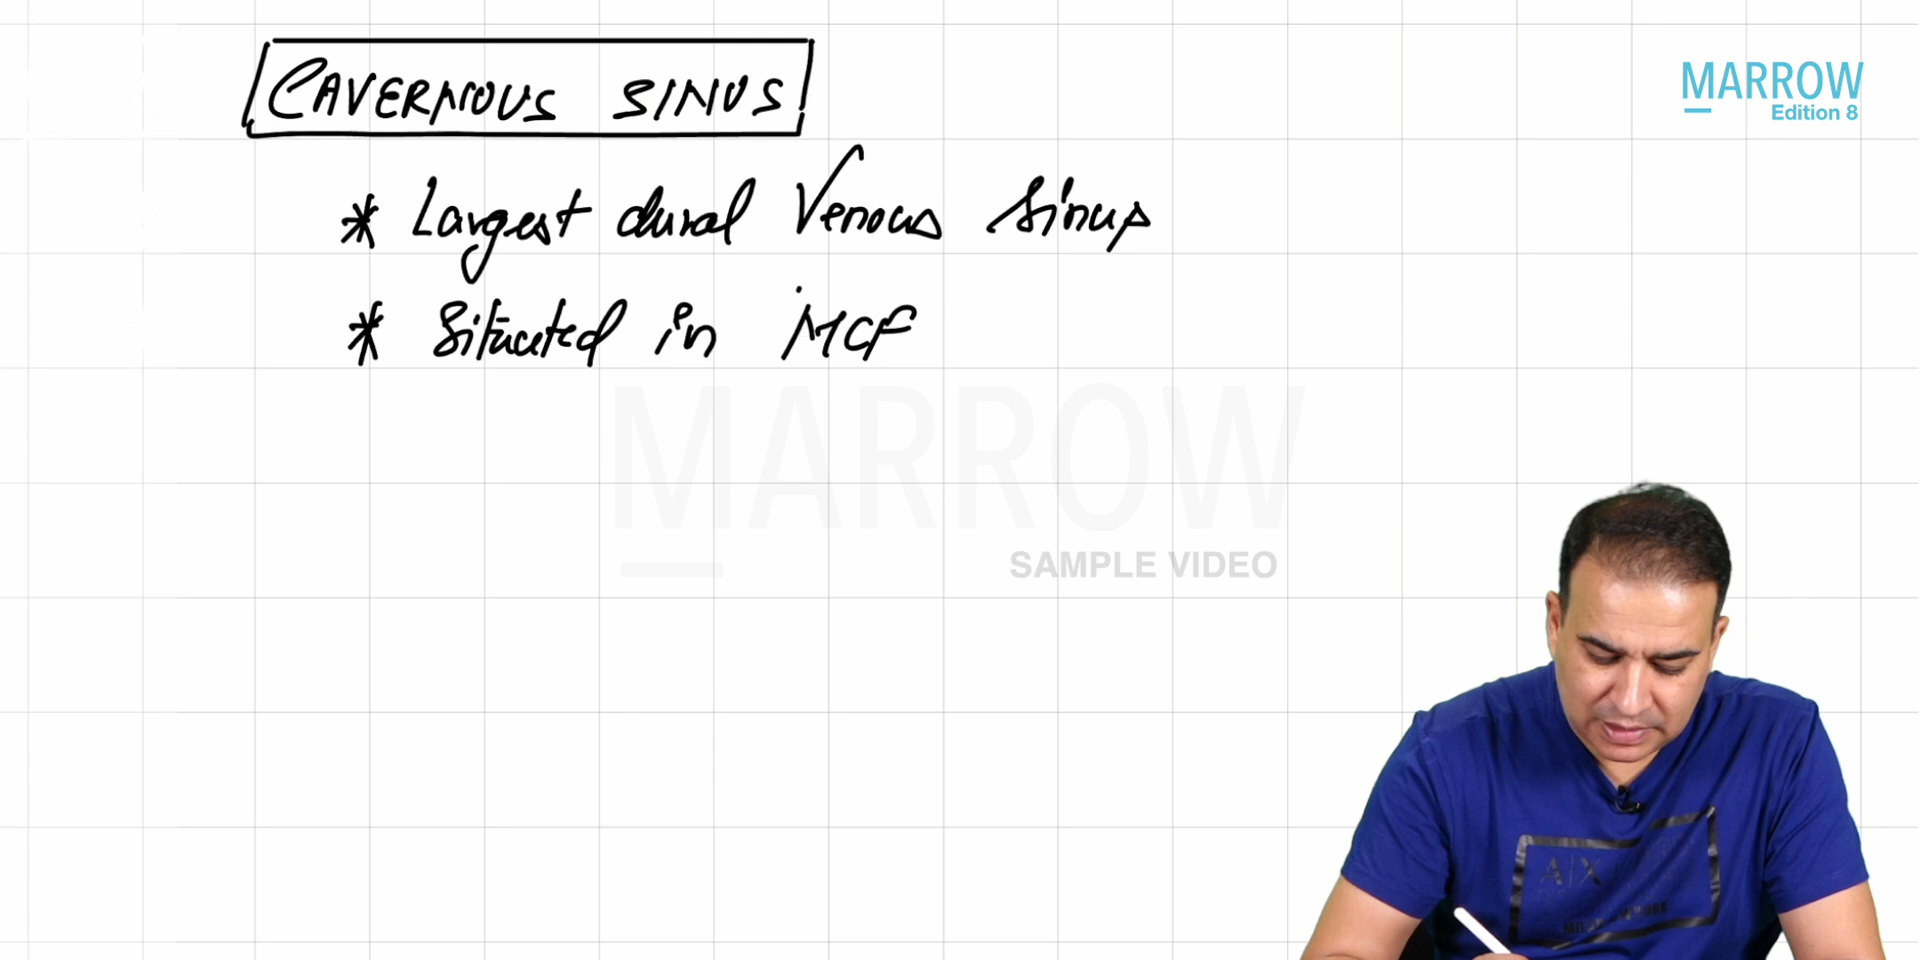 CAVERNOUS SINUS
MARROW
Edition 8
* Largest dural Venous Sinus
* Situated in MCF
MARROW
SAMPLE VIDEO
A|X